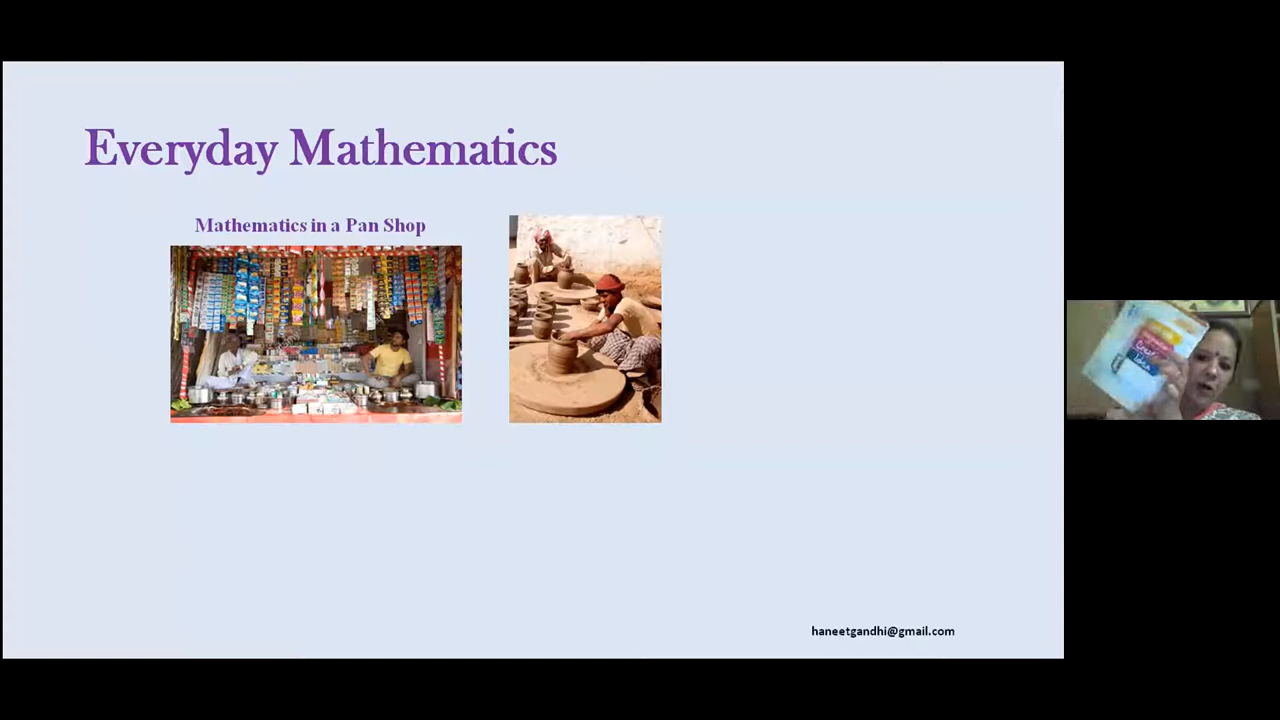 Everyday Mathematics
Mathematics in a Pan Shop
haneetgandhi@gmail.com